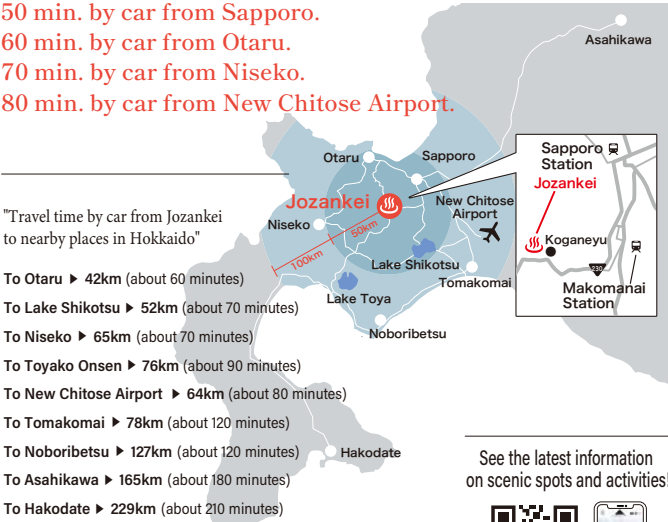 50 min. by car from Sapporo.
60 min. by car from Otaru.
70 min. by car from Niseko.
80 min. by car from New Chitose Airport.
Asahikawa
Otaru
Sapporo
Jozankei
New Chitose
Airport
Niseko
50km
100km
Lake Shikotsu
Tomakomai
Lake Toya
Noboribetsu
Hakodate
Sapporo
Station
Jozankei
Koganeyu
230
Makomanai
Station
"Travel time by car from Jozankei
to nearby places in Hokkaido"
To Otaru ▶ 42km (about 60 minutes)
To Lake Shikotsu ▶ 52km (about 70 minutes)
To Niseko ▶ 65km (about 70 minutes)
To Toyako Onsen ▶ 76km (about 90 minutes)
To New Chitose Airport ▶ 64km (about 80 minutes)
To Tomakomai ▶ 78km (about 120 minutes)
To Noboribetsu ▶ 127km (about 120 minutes)
To Asahikawa ▶ 165km (about 180 minutes)
To Hakodate ▶ 229km (about 210 minutes)
See the latest information
on scenic spots and activities!